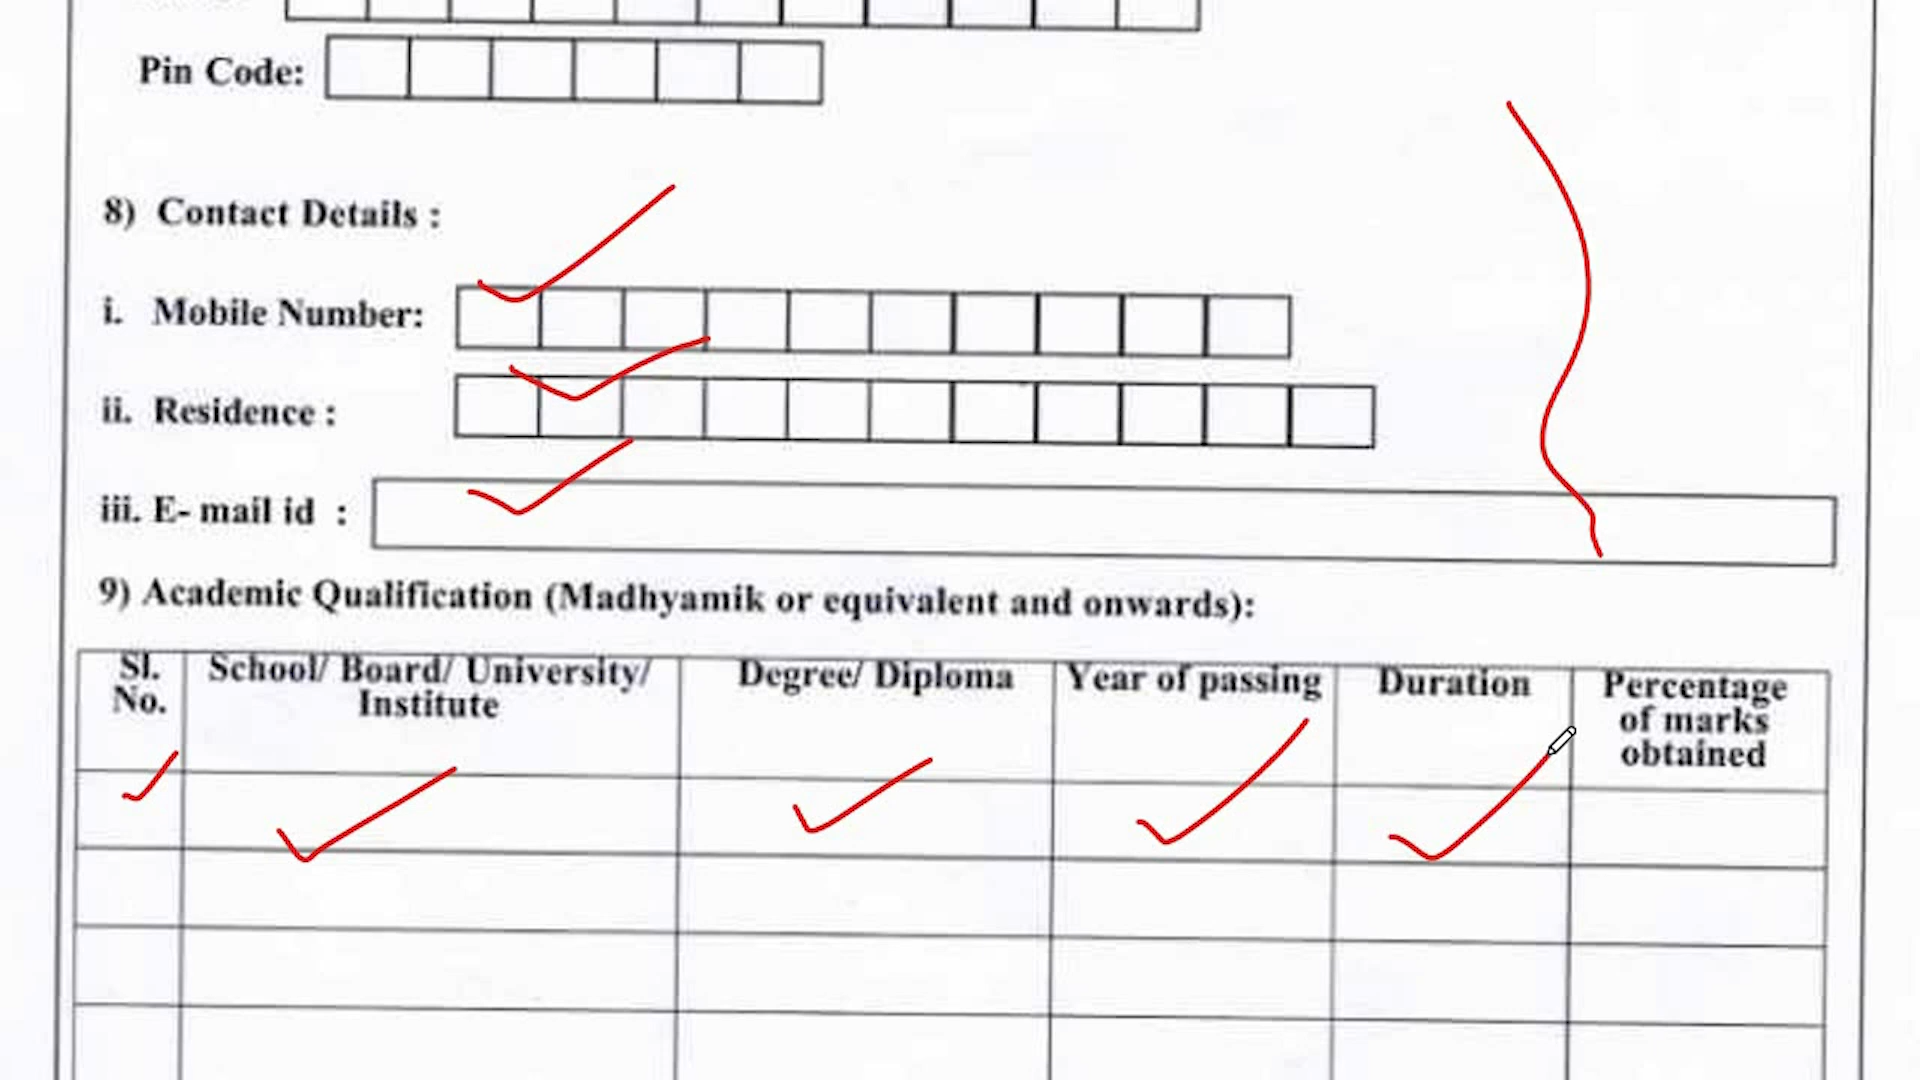 Pin Code:
8) Contact Details :
i. Mobile Number:
ii. Residence :
iii. E- mail id :
9) Academic Qualification (Madhyamik or equivalent and onwards):
Sl. No.
School/ Board/ University/ Institute
Degree/ Diploma
Year of passing
Duration
Percentage of marks obtained